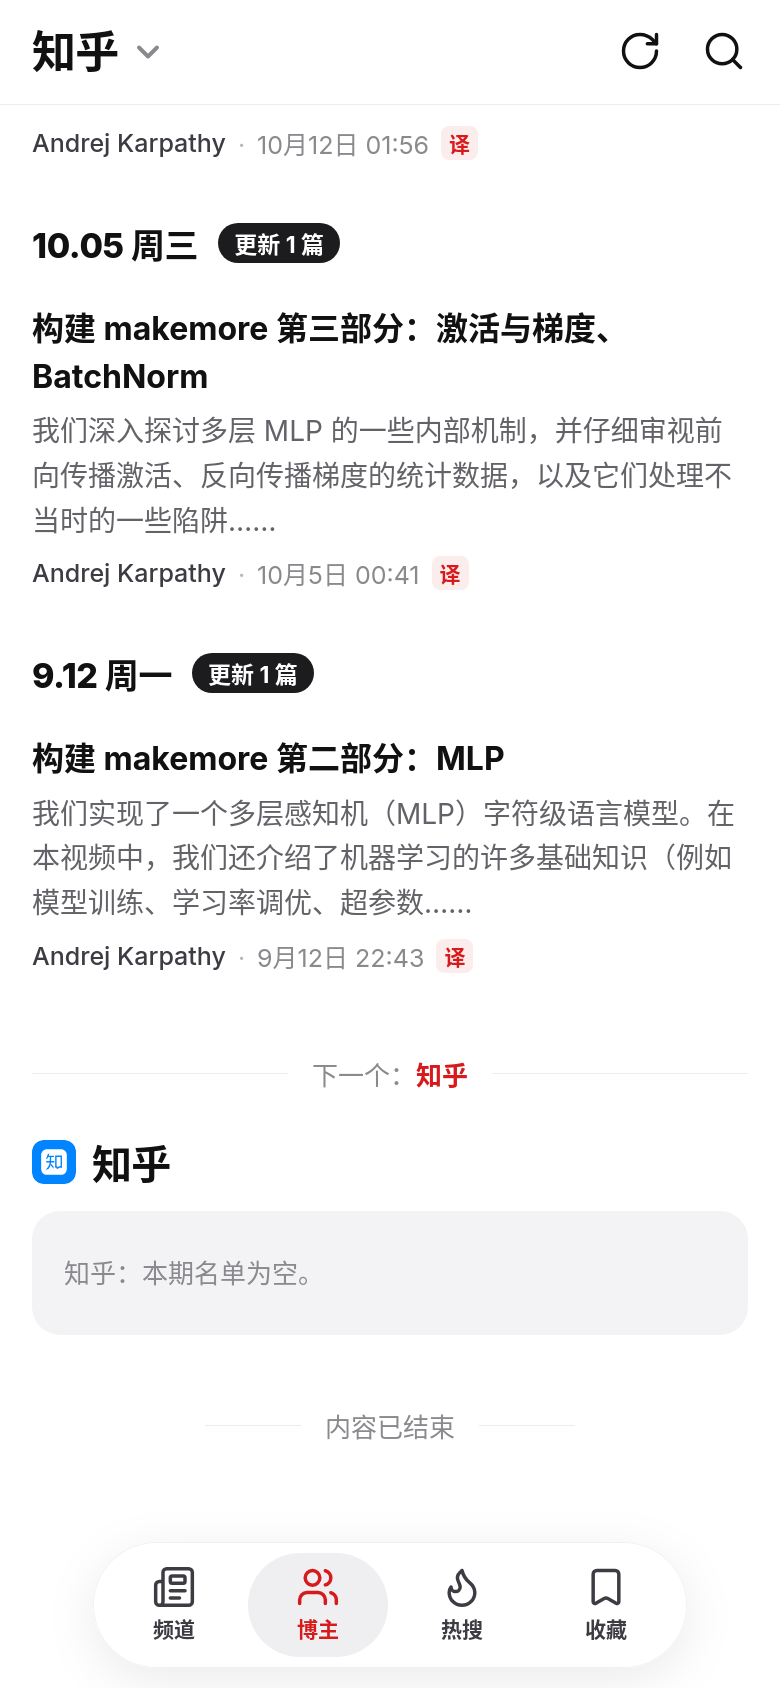 知乎
Andrej Karpathy · 10月12日 01:56 译
10.05 周三 更新 1 篇
构建 makemore 第三部分：激活与梯度、
BatchNorm
我们深入探讨多层 MLP 的一些内部机制，并仔细审视前
向传播激活、反向传播梯度的统计数据，以及它们处理不
当时的一些陷阱……
Andrej Karpathy · 10月5日 00:41 译
9.12 周一 更新 1 篇
构建 makemore 第二部分：MLP
我们实现了一个多层感知机（MLP）字符级语言模型。在
本视频中，我们还介绍了机器学习的许多基础知识（例如
模型训练、学习率调优、超参数……
Andrej Karpathy · 9月12日 22:43 译
下一个：知乎
知 知乎
知乎：本期名单为空。
内容已结束
频道 博主 热搜 收藏